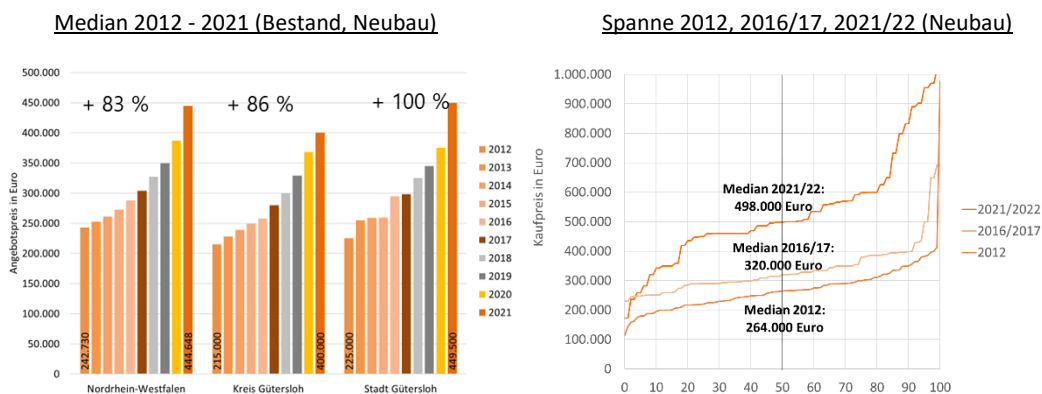 Median 2012 - 2021 (Bestand, Neubau)
500.000
450.000
400.000
350.000
300.000
250.000
200.000
150.000
100.000
50.000
0
Angebotspreis in Euro
+ 83 %
+ 86 %
+ 100 %
242.730
444.648
215.000
400.000
225.000
449.500
Nordrhein-Westfalen
Kreis Gütersloh
Stadt Gütersloh
2012
2013
2014
2015
2016
2017
2018
2019
2020
2021
Spanne 2012, 2016/17, 2021/22 (Neubau)
1.000.000
900.000
800.000
700.000
600.000
500.000
400.000
300.000
200.000
100.000
0
Kaufpreis in Euro
Median 2021/22:
498.000 Euro
Median 2016/17:
320.000 Euro
Median 2012:
264.000 Euro
0 10 20 30 40 50 60 70 80 90 100
2021/2022
2016/2017
2012